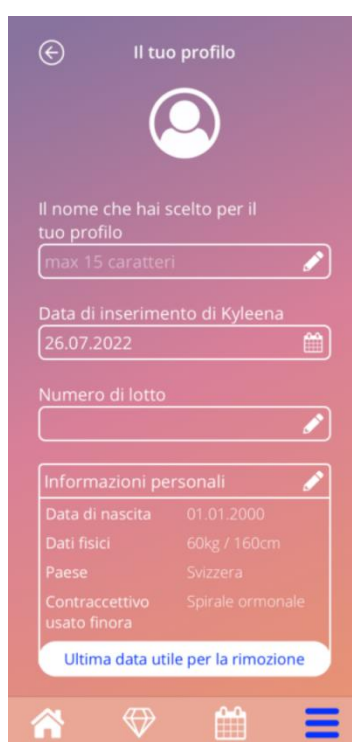 Il tuo profilo
Il nome che hai scelto per il
tuo profilo
max 15 caratteri
Data di inserimento di Kyleena
26.07.2022
Numero di lotto
Informazioni personali
Data di nascita 01.01.2000
Dati fisici 60kg / 160cm
Paese Svizzera
Contraccettivo Spirale ormonale
usato finora
Ultima data utile per la rimozione